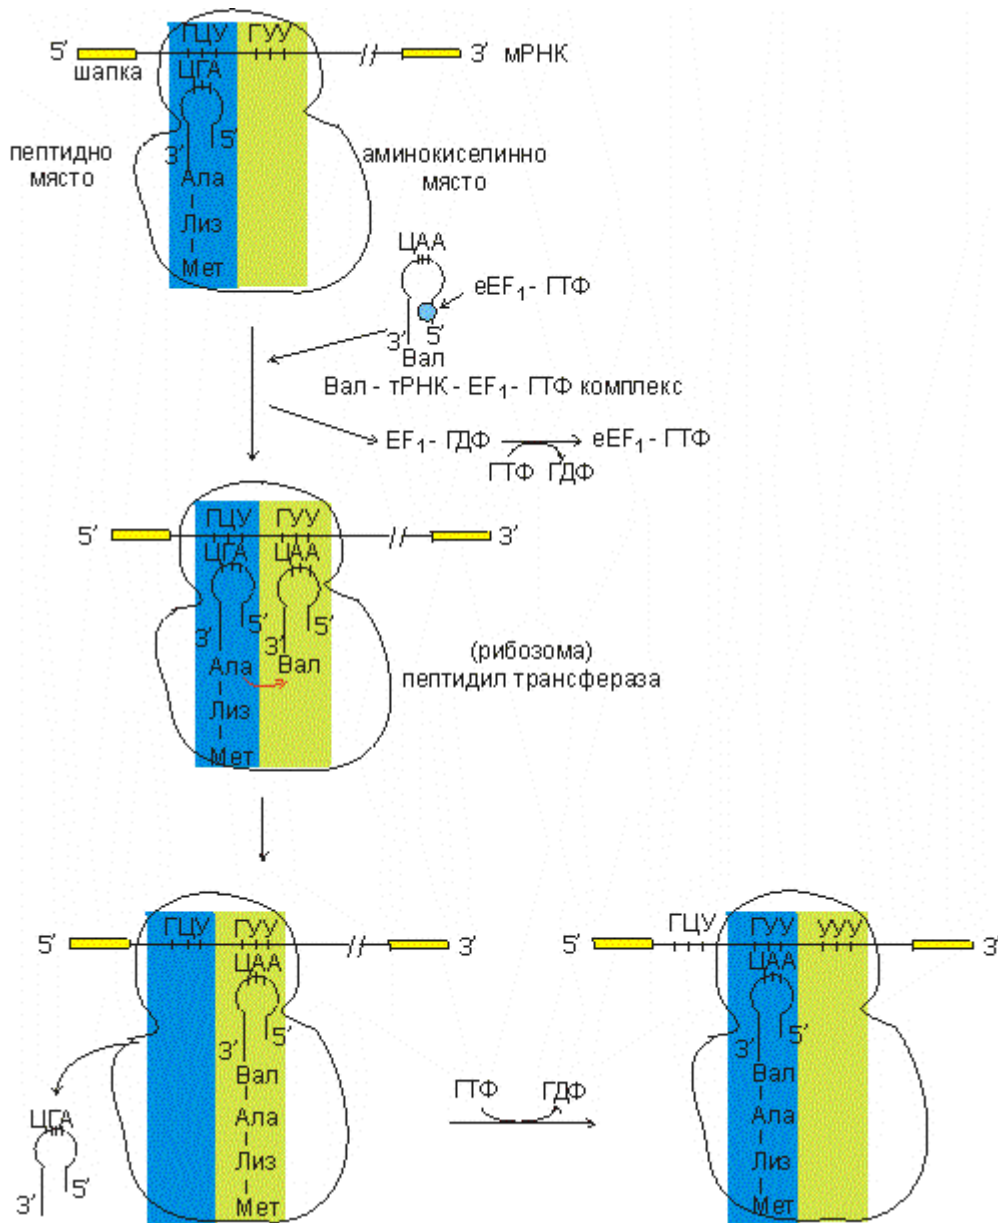 ГЦУ ГУУ
5′ 3′ мРНК
шапка
ЦГА
5′
3′
пептидно
място
аминокиселинно
място
Ала
Лиз
Мет
ЦАА
eEF1 - ГТФ
3′ 5′
Вал
Вал - тРНК - EF1 - ГТФ комплекс
EF1 - ГДФ eEF1 - ГТФ
ГТФ ГДФ
ГЦУ ГУУ
5′ 3′
ЦГА ЦАА
5′ 5′
3′ 3′
Ала Вал
Лиз
Мет
(рибозома)
пептидил трансфераза
ГЦУ ГУУ
5′ 3′
ЦАА
5′
3′
Вал
Ала
Лиз
Мет
ЦГА
5′
3′
ГТФ ГДФ
ГЦУ ГУУ УУУ
5′ 3′
ЦАА
5′
3′
Вал
Ала
Лиз
Мет